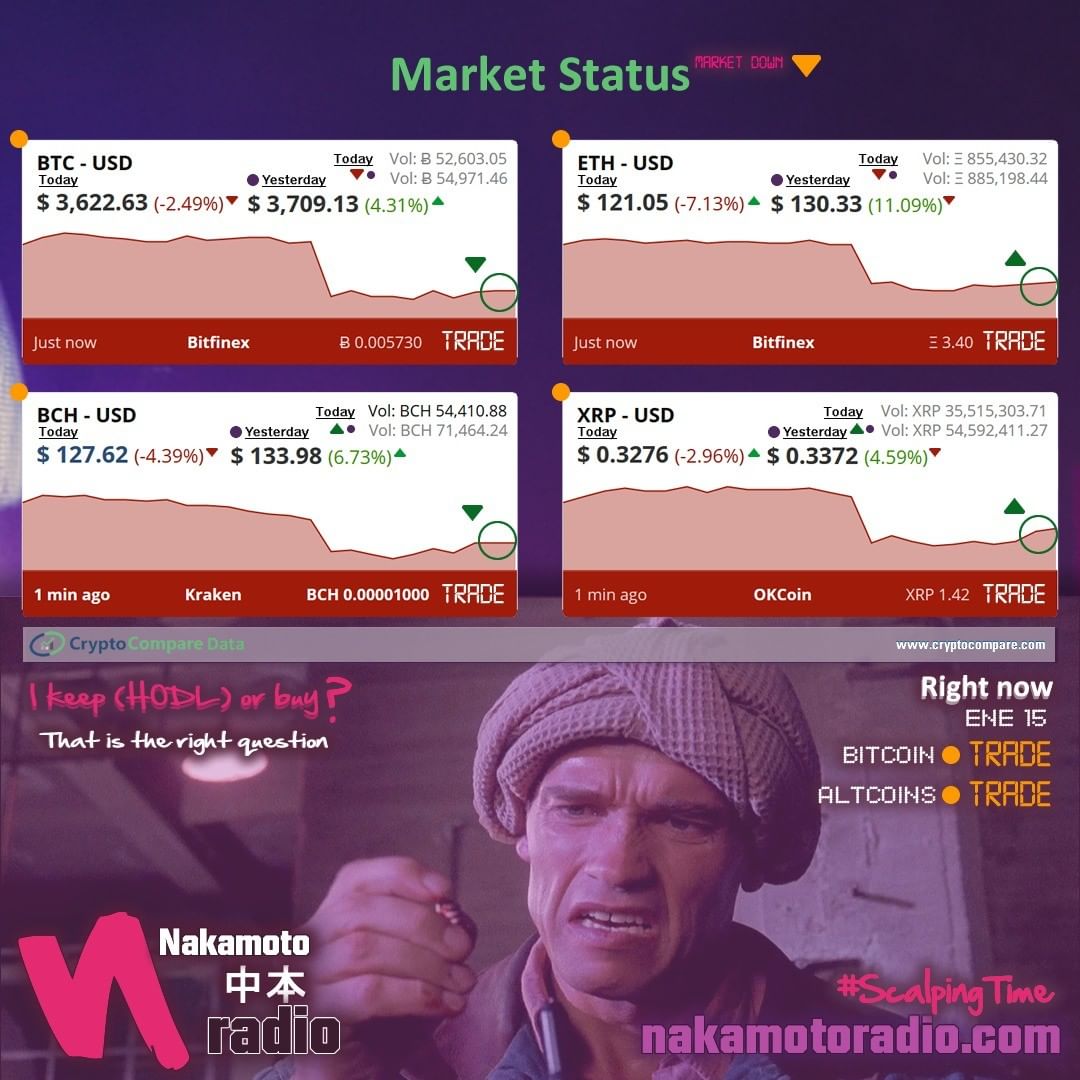 Market Status MARKET DOWN
BTC - USD
Today
Today
Yesterday
Vol: Ƀ 52,603.05
Vol: Ƀ 54,971.46
$ 3,622.63 (-2.49%) $ 3,709.13 (4.31%)
Just now Bitfinex Ƀ 0.005730 TRADE
ETH - USD
Today
Today
Yesterday
Vol: Ξ 855,430.32
Vol: Ξ 885,198.44
$ 121.05 (-7.13%) $ 130.33 (11.09%)
Just now Bitfinex Ξ 3.40 TRADE
BCH - USD
Today
Today
Yesterday
Vol: BCH 54,410.88
Vol: BCH 71,464.24
$ 127.62 (-4.39%) $ 133.98 (6.73%)
1 min ago Kraken BCH 0.00001000 TRADE
XRP - USD
Today
Today
Yesterday
Vol: XRP 35,515,303.71
Vol: XRP 54,592,411.27
$ 0.3276 (-2.96%) $ 0.3372 (4.59%)
1 min ago OKCoin XRP 1.42 TRADE
CryptoCompare Data
www.cryptocompare.com
I keep (HODL) or buy?
That is the right question
Right now
ENE 15
BITCOIN TRADE
ALTCOINS TRADE
Nakamoto
中本
radio
#ScalpingTime
nakamotoradio.com